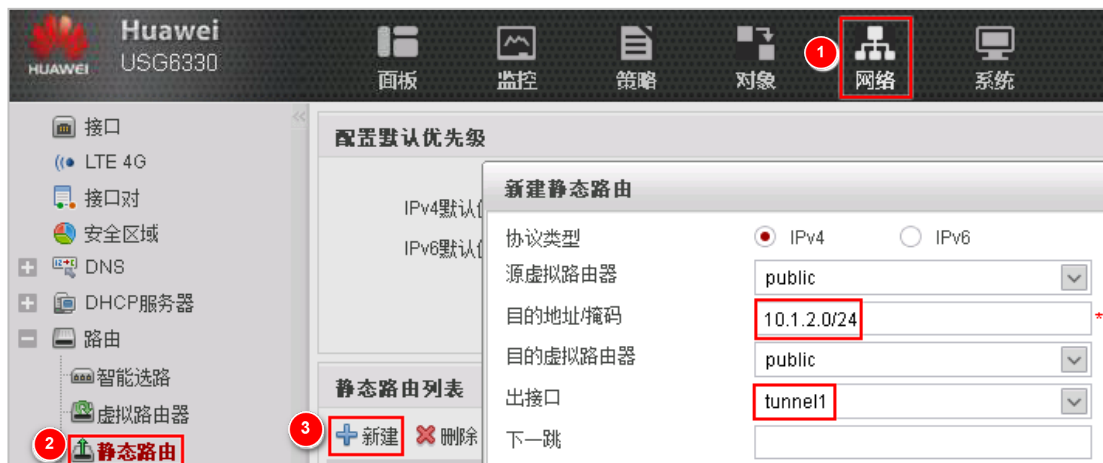 HUAWEI
Huawei
USG6330
面板
监控
策略
对象
1
网络
系统
接口
LTE 4G
接口对
安全区域
DNS
DHCP服务器
路由
智能选路
虚拟路由器
2
静态路由
配置默认优先级
IPv4默认
IPv6默认
静态路由列表
3
新建 删除
新建静态路由
协议类型 IPv4 IPv6
源虚拟路由器 public
目的地址/掩码 10.1.2.0/24 *
目的虚拟路由器 public
出接口 tunnel1
下一跳